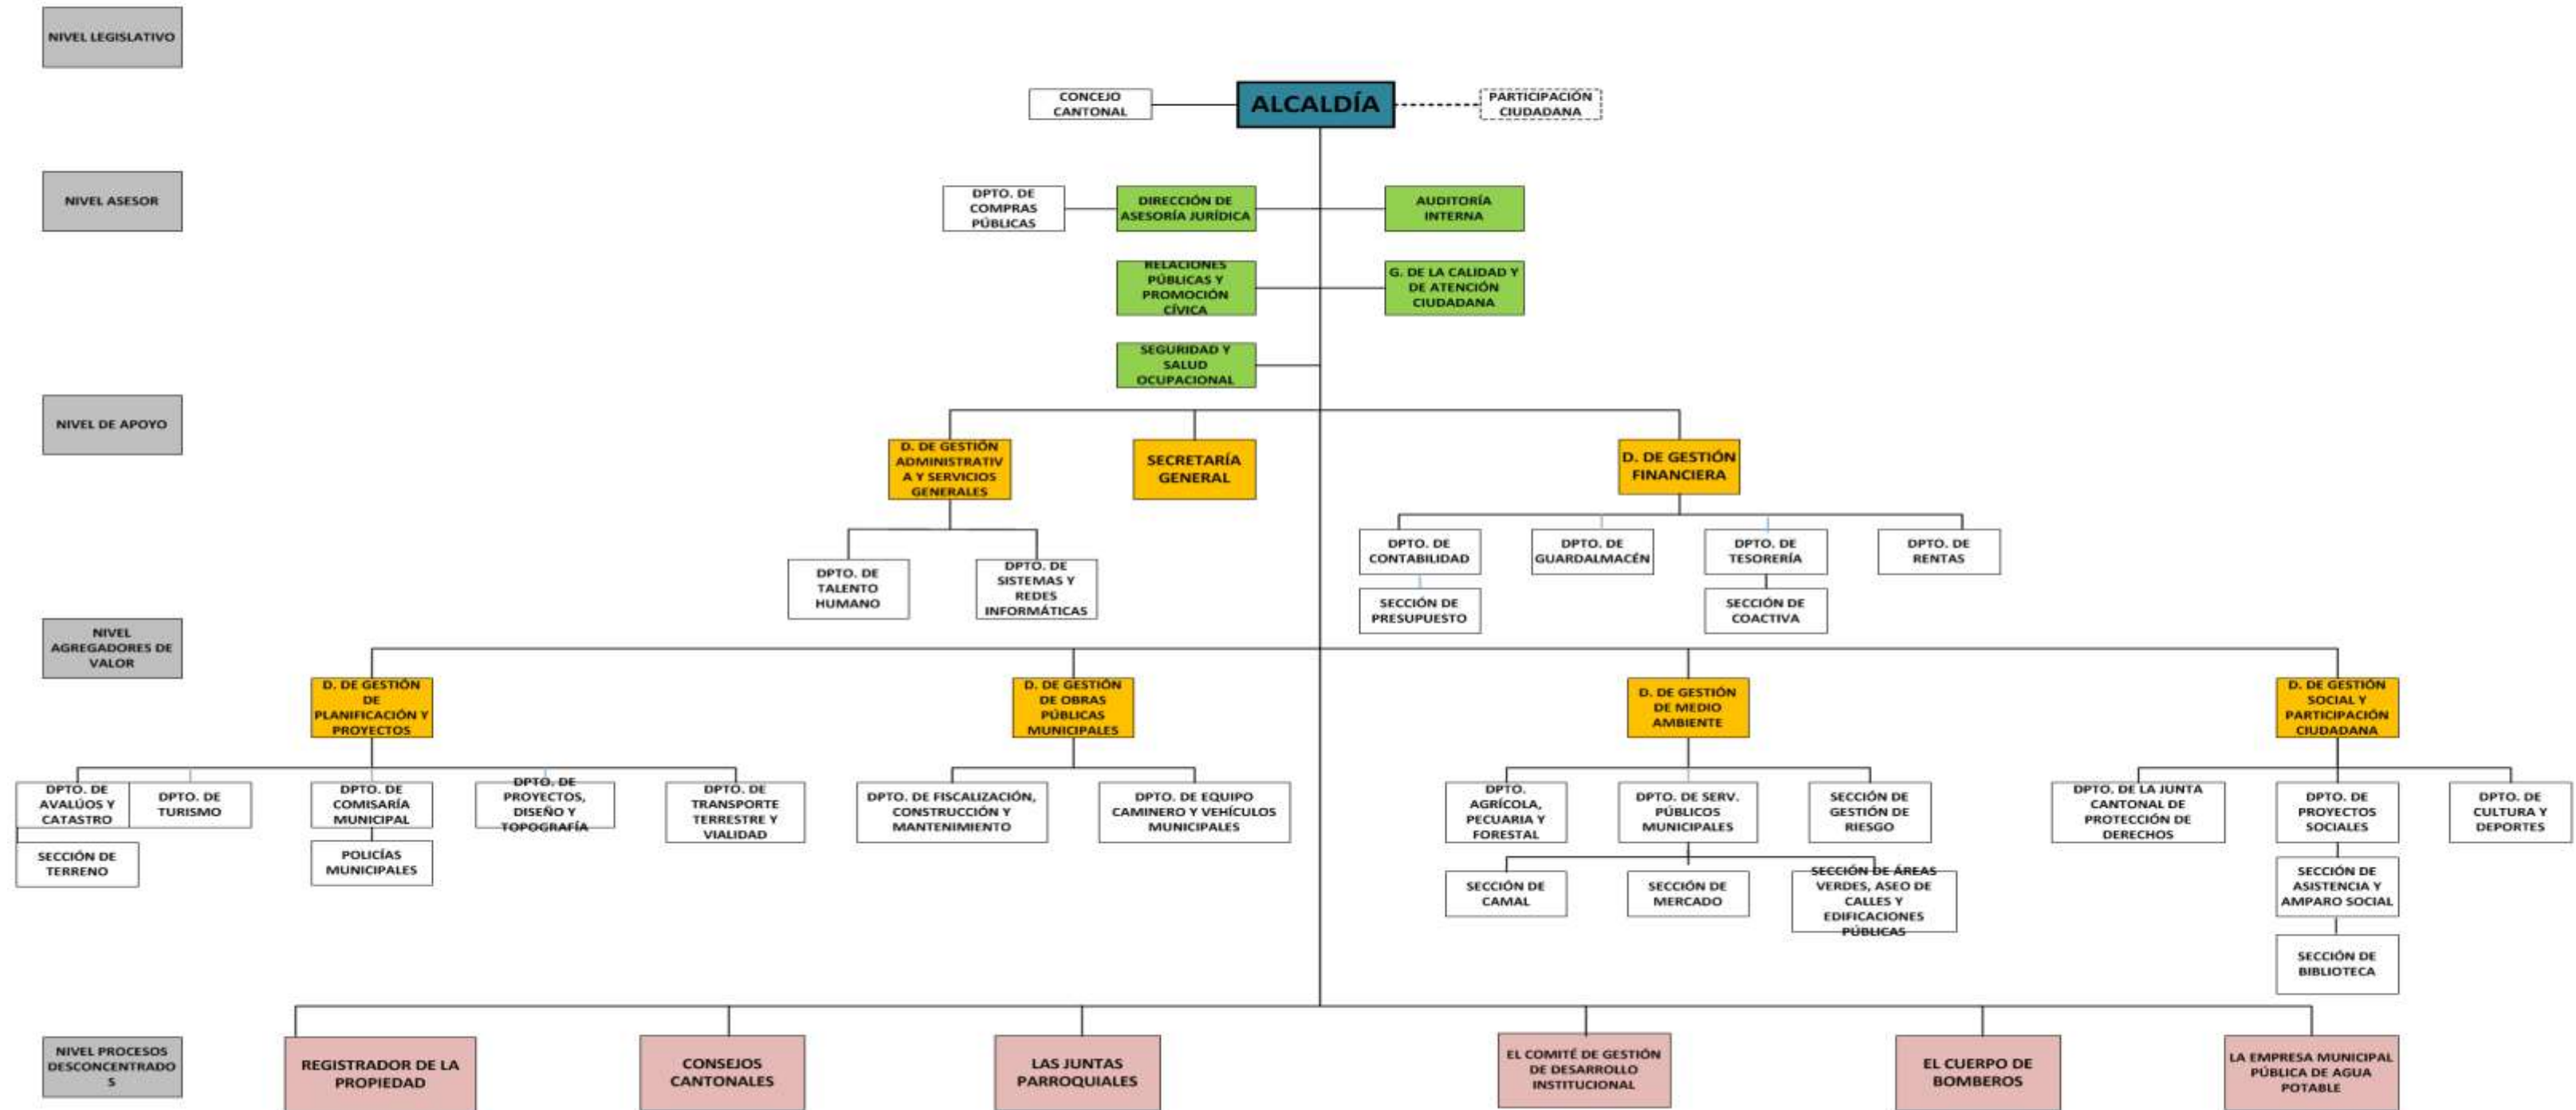 NIVEL LEGISLATIVO
CONCEJO
CANTONAL
ALCALDÍA
PARTICIPACIÓN
CIUDADANA
NIVEL ASESOR
DPTO. DE
COMPRAS
PÚBLICAS
DIRECCIÓN DE
ASESORÍA JURÍDICA
AUDITORÍA
INTERNA
RELACIONES
PÚBLICAS Y
PROMOCIÓN
CÍVICA
G. DE LA CALIDAD Y
DE ATENCIÓN
CIUDADANA
SEGURIDAD Y
SALUD
OCUPACIONAL
NIVEL DE APOYO
D. DE GESTIÓN
ADMINISTRATIV
A Y SERVICIOS
GENERALES
SECRETARÍA
GENERAL
D. DE GESTIÓN
FINANCIERA
DPTO. DE
TALENTO
HUMANO
DPTO. DE
SISTEMAS Y
REDES
INFORMÁTICAS
DPTO. DE
CONTABILIDAD
DPTO. DE
GUARDALMACÉN
DPTO. DE
TESORERÍA
DPTO. DE
RENTAS
SECCIÓN DE
PRESUPUESTO
SECCIÓN DE
COACTIVA
NIVEL
AGREGADORES DE
VALOR
D. DE GESTIÓN
DE
PLANIFICACIÓN Y
PROYECTOS
D. DE GESTIÓN
DE OBRAS
PÚBLICAS
MUNICIPALES
D. DE GESTIÓN
DE MEDIO
AMBIENTE
D. DE GESTIÓN
SOCIAL Y
PARTICIPACIÓN
CIUDADANA
DPTO. DE
AVALÚOS Y
CATASTRO
DPTO. DE
TURISMO
DPTO. DE
COMISARÍA
MUNICIPAL
DPTO. DE
PROYECTOS,
DISEÑO Y
TOPOGRAFÍA
DPTO. DE
TRANSPORTE
TERRESTRE Y
VIALIDAD
DPTO. DE FISCALIZACIÓN,
CONSTRUCCIÓN Y
MANTENIMIENTO
DPTO. DE EQUIPO
CAMINERO Y VEHÍCULOS
MUNICIPALES
DPTO.
AGRÍCOLA,
PECUARIA Y
FORESTAL
DPTO. DE SERV.
PÚBLICOS
MUNICIPALES
SECCIÓN DE
GESTIÓN DE
RIESGO
DPTO. DE LA JUNTA
CANTONAL DE
PROTECCIÓN DE
DERECHOS
DPTO. DE
PROYECTOS
SOCIALES
DPTO. DE
CULTURA Y
DEPORTES
SECCIÓN DE
TERRENO
POLICÍAS
MUNICIPALES
SECCIÓN DE
CAMAL
SECCIÓN DE
MERCADO
SECCIÓN DE ÁREAS
VERDES, ASEO DE
CALLES Y
EDIFICACIONES
PÚBLICAS
SECCIÓN DE
ASISTENCIA Y
AMPARO SOCIAL
SECCIÓN DE
BIBLIOTECA
NIVEL PROCESOS
DESCONCENTRADO
S
REGISTRADOR DE LA
PROPIEDAD
CONSEJOS
CANTONALES
LAS JUNTAS
PARROQUIALES
EL COMITÉ DE GESTIÓN
DE DESARROLLO
INSTITUCIONAL
EL CUERPO DE
BOMBEROS
LA EMPRESA MUNICIPAL
PÚBLICA DE AGUA
POTABLE